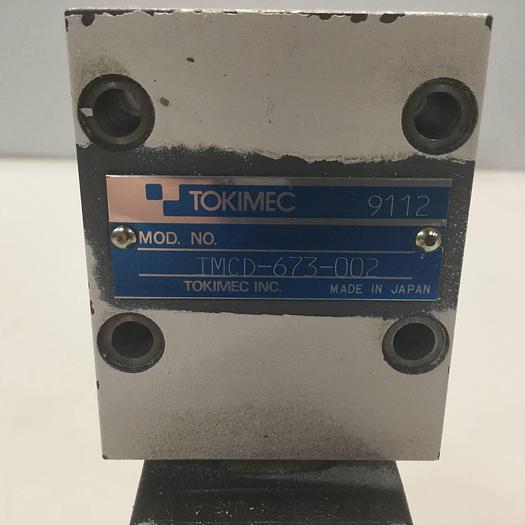 TOKIMEC 9112
MOD. NO.
TMCD-673-002
TOKIMEC INC. MADE IN JAPAN